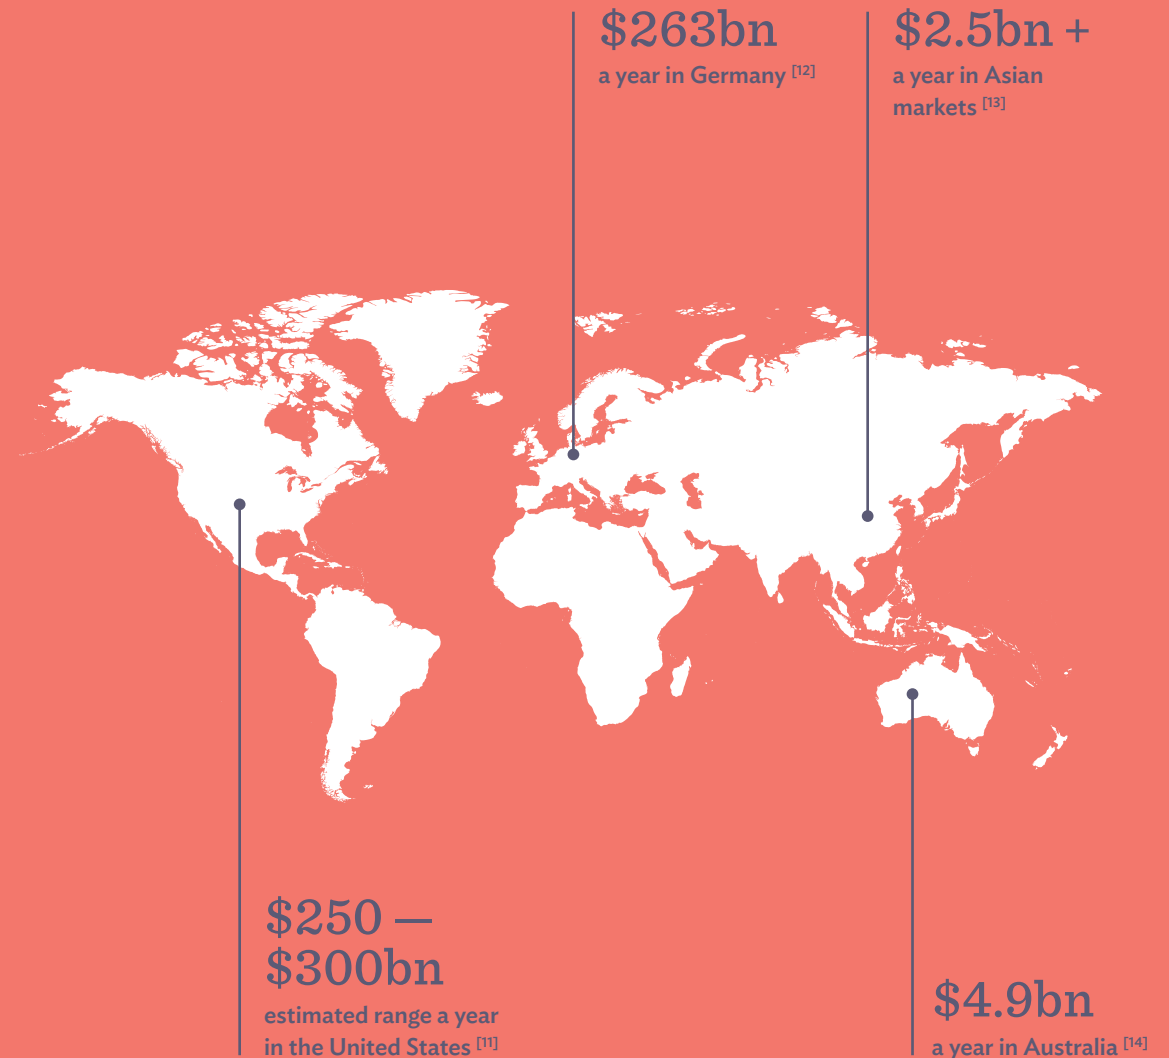 $263bn
a year in Germany [12]
$2.5bn +
a year in Asian
markets [13]
$250 —
$300bn
estimated range a year
in the United States [11]
$4.9bn
a year in Australia [14]